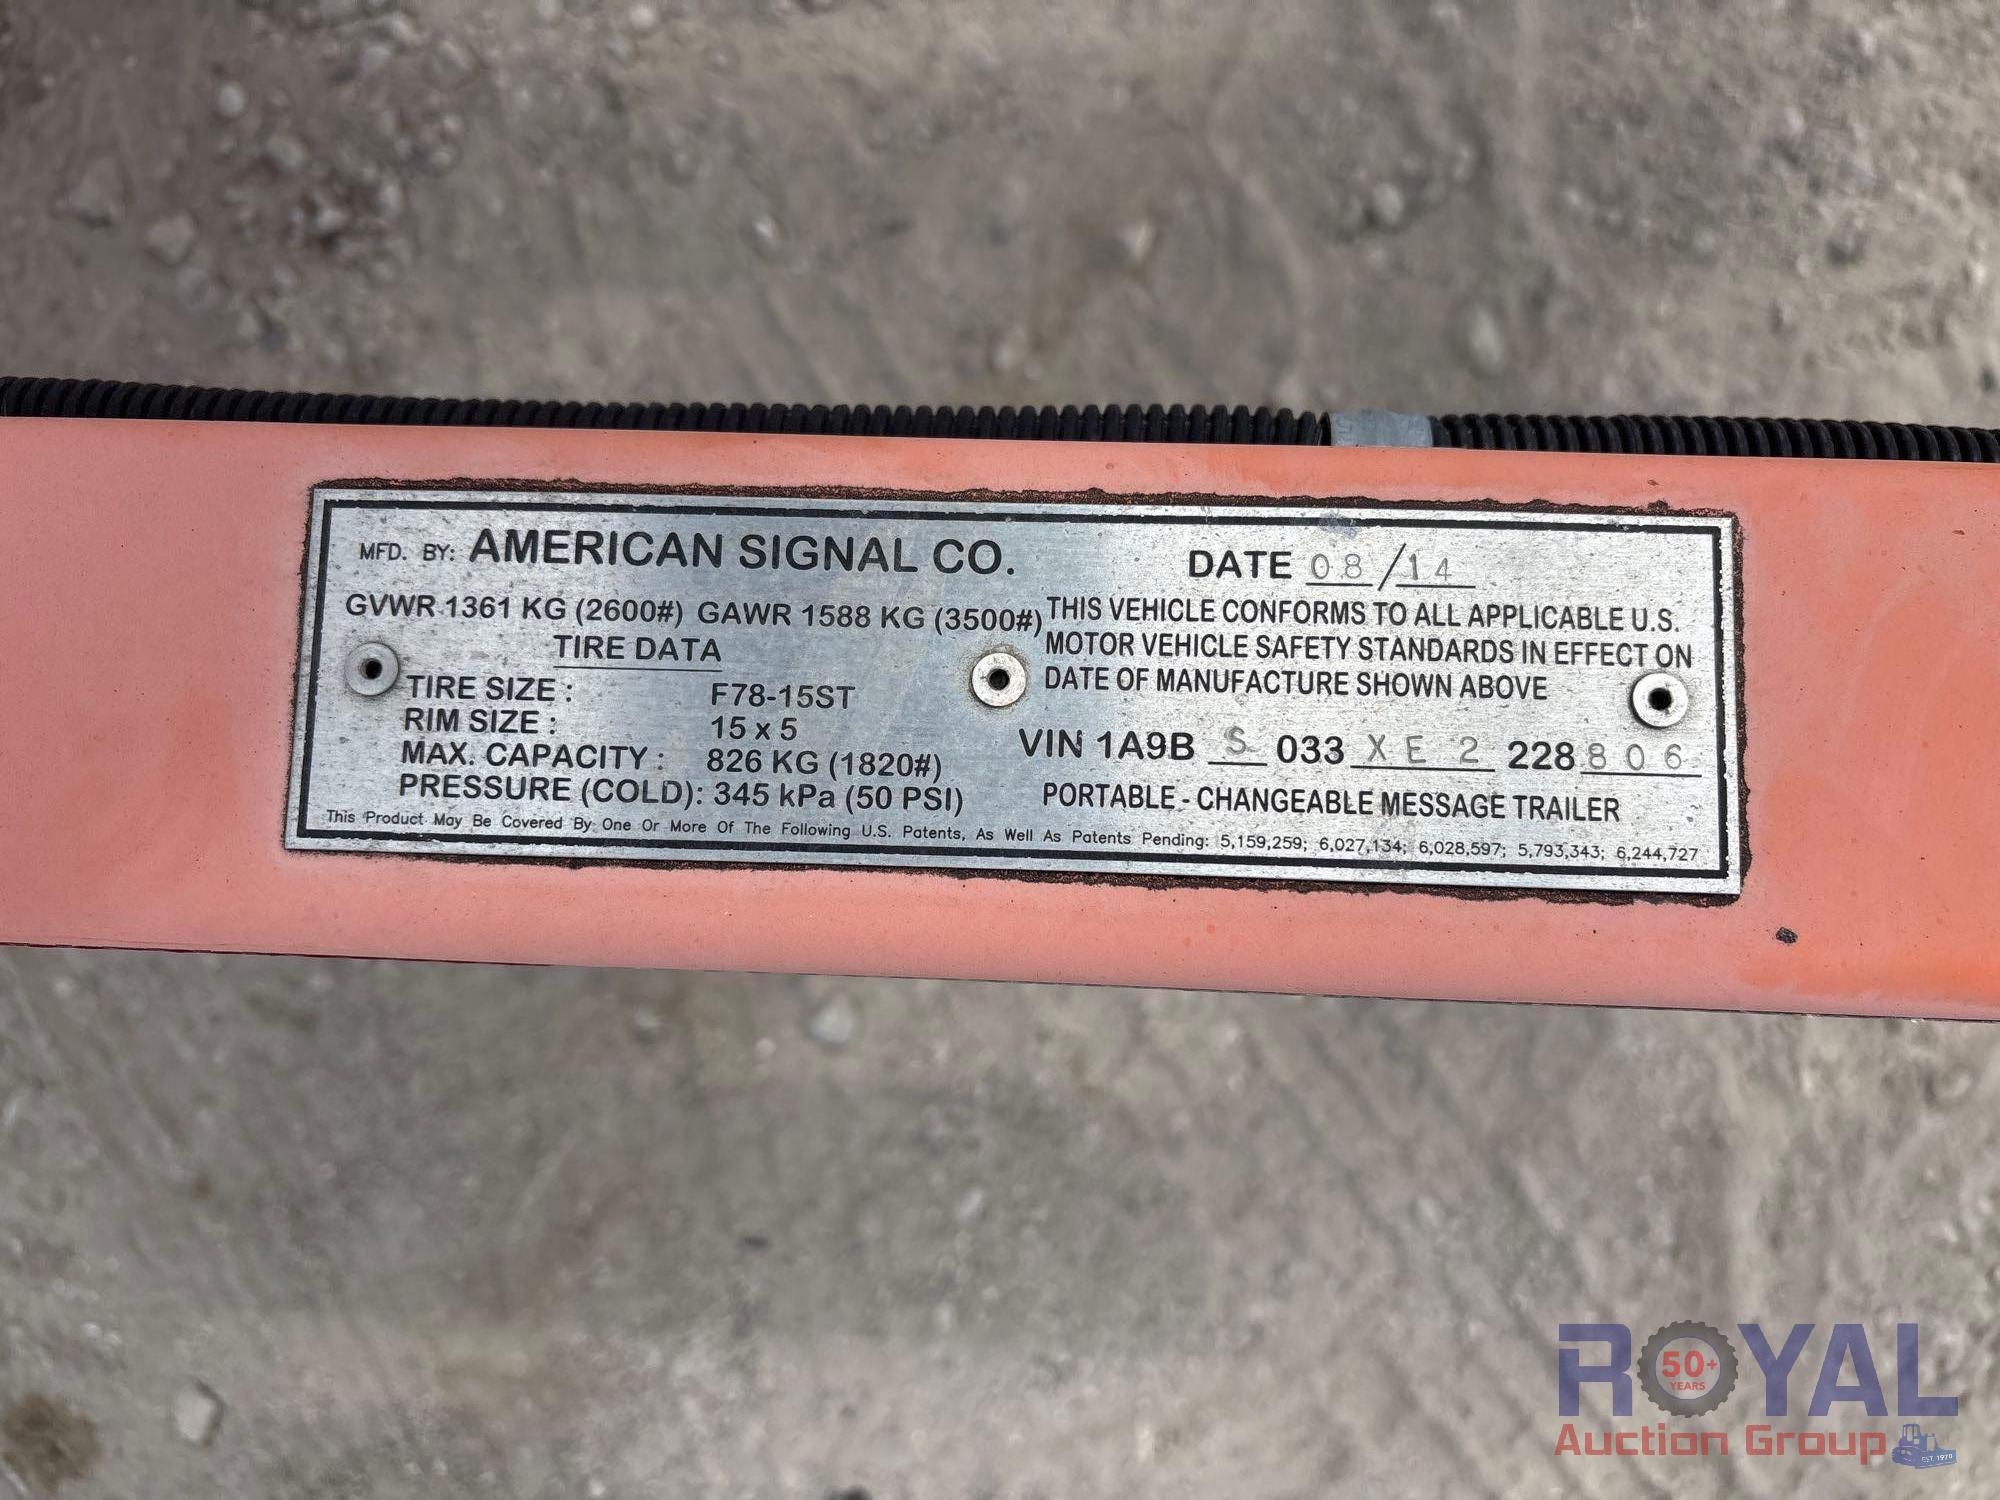 MFD. BY: AMERICAN SIGNAL CO.
GVWR 1361 KG (2600#) GAWR 1588 KG (3500#)
TIRE DATA
TIRE SIZE : F78-15ST
RIM SIZE : 15 x 5
MAX. CAPACITY : 826 KG (1820#)
PRESSURE (COLD): 345 kPa (50 PSI)
DATE 08/14
THIS VEHICLE CONFORMS TO ALL APPLICABLE U.S.
MOTOR VEHICLE SAFETY STANDARDS IN EFFECT ON
DATE OF MANUFACTURE SHOWN ABOVE
VIN 1A9B S 033 XE2 228 806
PORTABLE - CHANGEABLE MESSAGE TRAILER
This Product May Be Covered By One Or More Of The Following U.S. Patents, As Well As Patents Pending: 5,159,259; 6,027,134; 6,028,597; 5,793,343; 6,244,727
ROYAL
50+
YEARS
Auction Group
EST. 1970